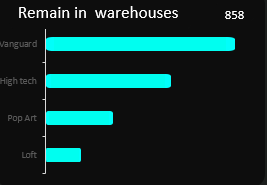 Remain in warehouses 858
Vanguard
High tech
Pop Art
Loft